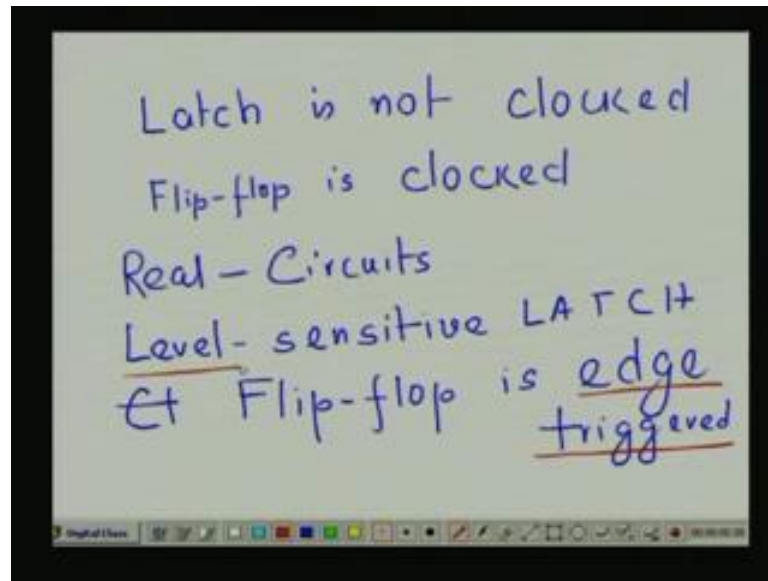 Latch is not clocked
Flip-flop is clocked
Real - Circuits
Level- sensitive LATCH
Flip-flop is edge
triggered